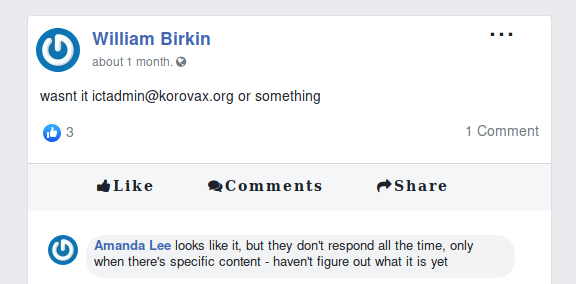 William Birkin
...
about 1 month.
wasnt it ictadmin@korovax.org or something
3
1 Comment
Like
Comments
Share
Amanda Lee looks like it, but they don't respond all the time, only
when there's specific content - haven't figure out what it is yet